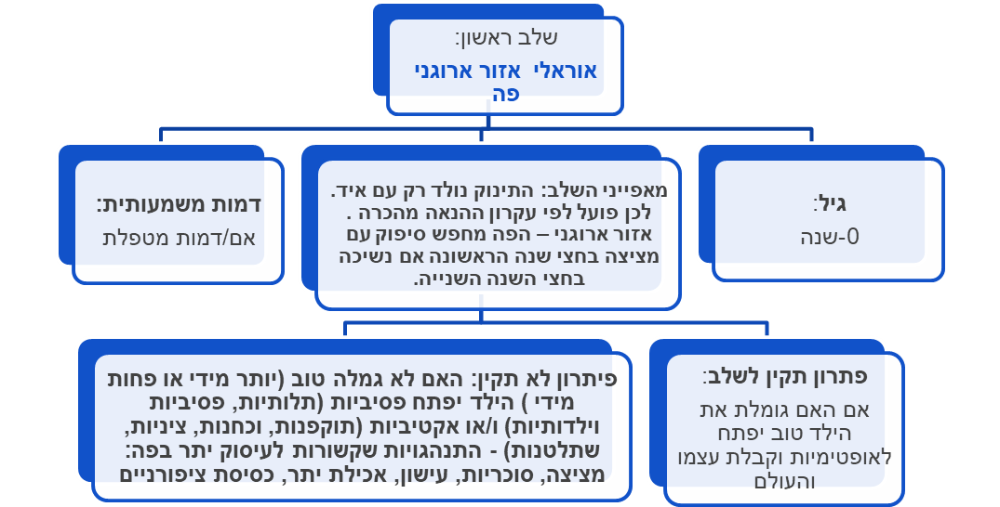 שלב ראשון:
אוראלי  אזור ארוגני
פה
גיל:
0-שנה
מאפייני השלב: התינוק נולד רק עם איד.
לכן פועל לפי עקרון ההנאה מהכרה .
אזור ארוגני – הפה מחפש סיפוק עם
מציצה בחצי שנה הראשונה אם נשיכה
בחצי השנה השנייה.
דמות משמעותית:
אם/דמות מטפלת
פתרון תקין לשלב:
אם האם גומלת את
הילד טוב יפתח
לאופטימיות וקבלת עצמו
והעולם
פיתרון לא תקין: האם לא גמלה טוב (יותר מידי או פחות
מידי ) הילד יפתח פסיביות (תלותיות, פסיביות
וילדותיות) ו/או אקטיביות (תוקפנות, וכחנות, ציניות,
שתלטנות) - התנהגויות שקשורות לעיסוק יתר בפה:
מציצה, סוכריות, עישון, אכילת יתר, כסיסת ציפורניים